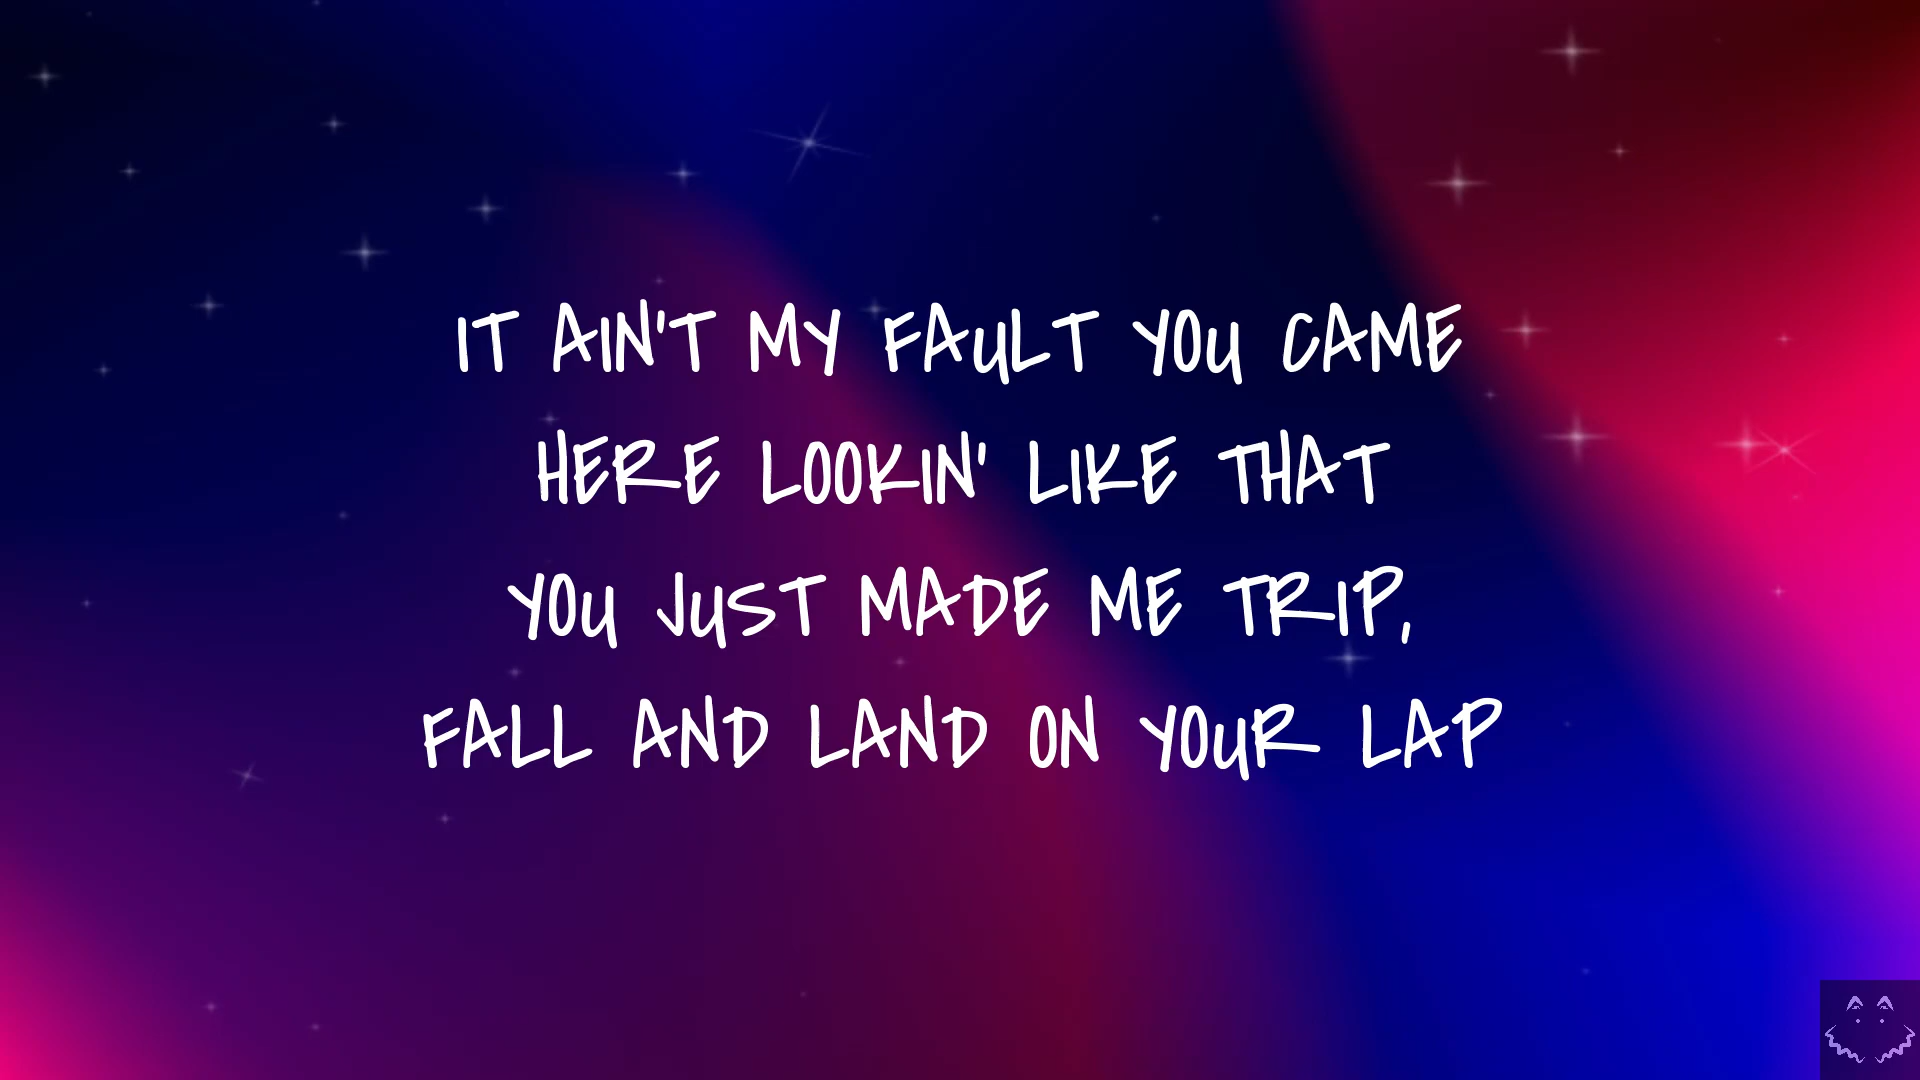 IT AIN'T MY FAULT YOU CAME
HERE LOOKIN' LIKE THAT
YOU JUST MADE ME TRIP,
FALL AND LAND ON YOUR LAP